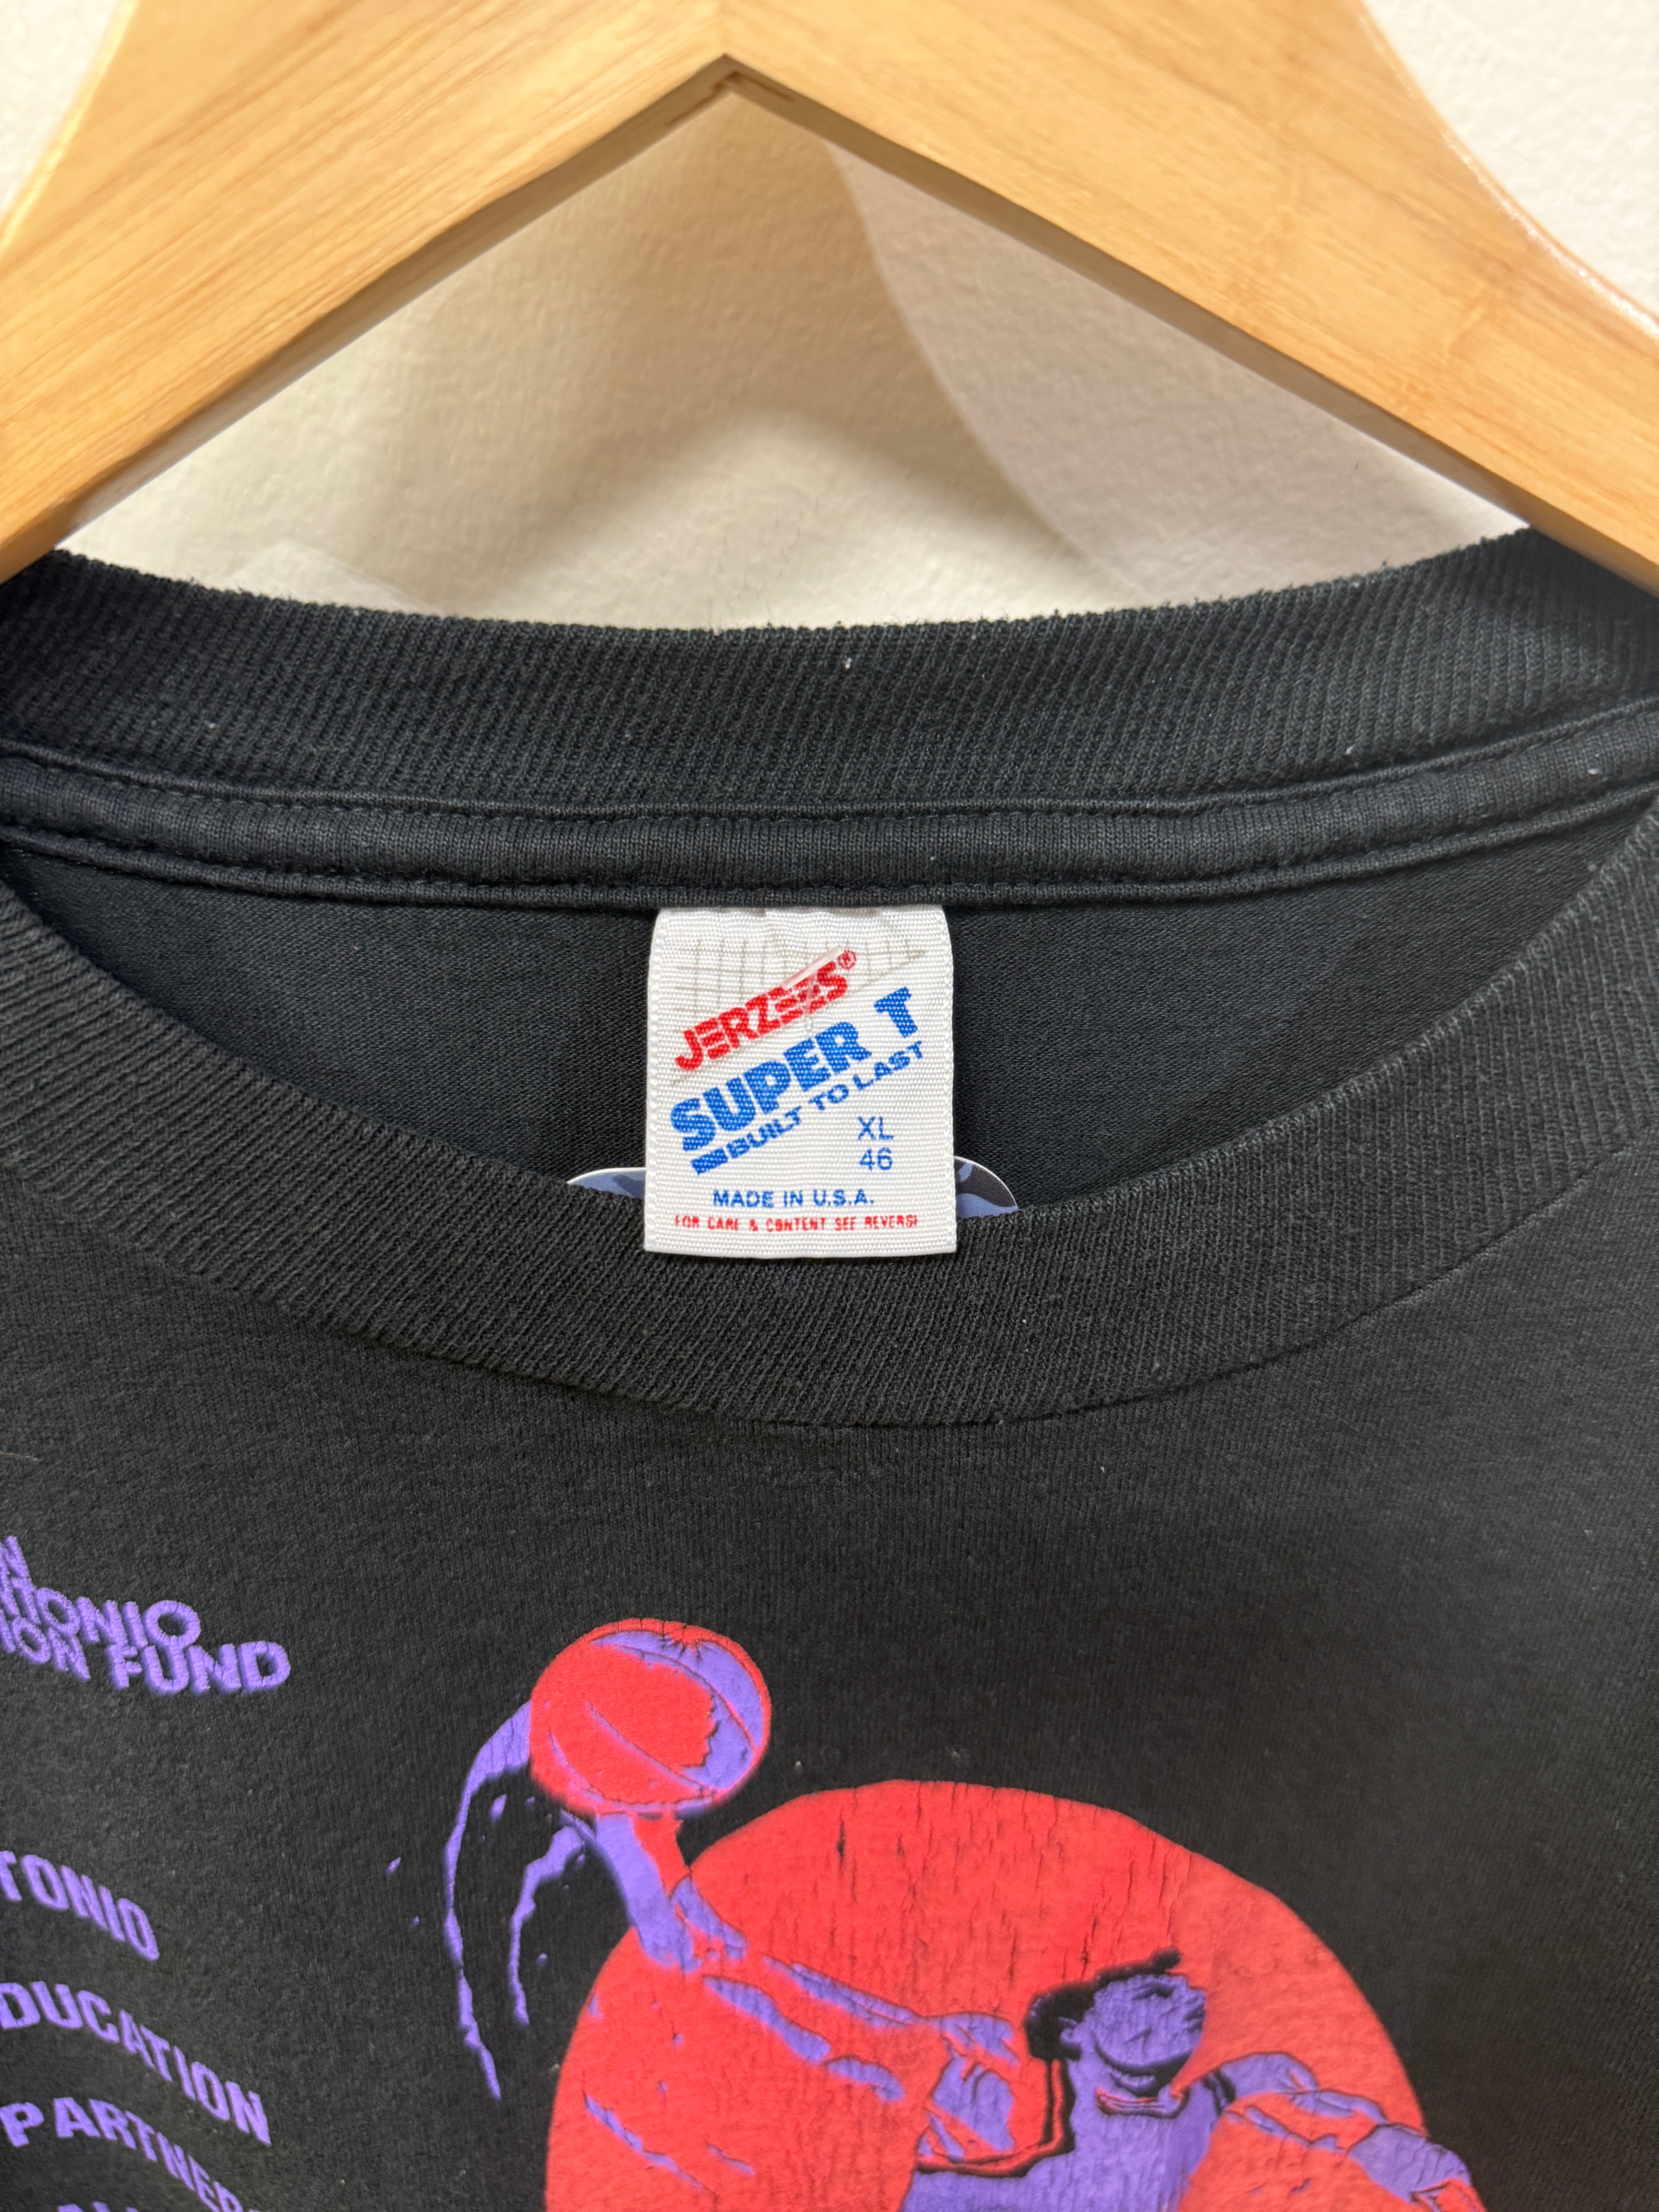 JERZEES®
SUPER T
BUILT TO LAST
XL
46
MADE IN U.S.A.
FOR CARE & CONTENT SEE REVERSE
N
TONIO
ION FUND
TONIO
DUCATION
PARTNER